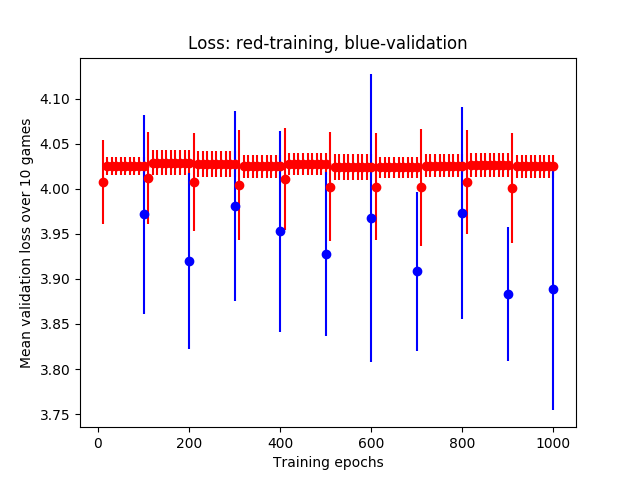 Loss: red-training, blue-validation
Mean validation loss over 10 games
4.10
4.05
4.00
3.95
3.90
3.85
3.80
3.75
0 200 400 600 800 1000
Training epochs